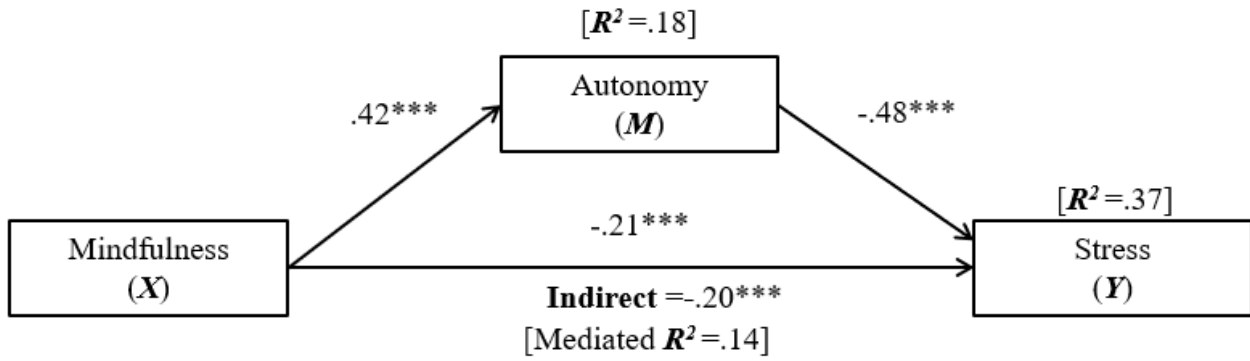 [R² =.18]
Autonomy
(M)
.42***
-.48***
[R² =.37]
-.21***
Mindfulness
(X)
Stress
(Y)
Indirect =-.20***
[Mediated R² =.14]